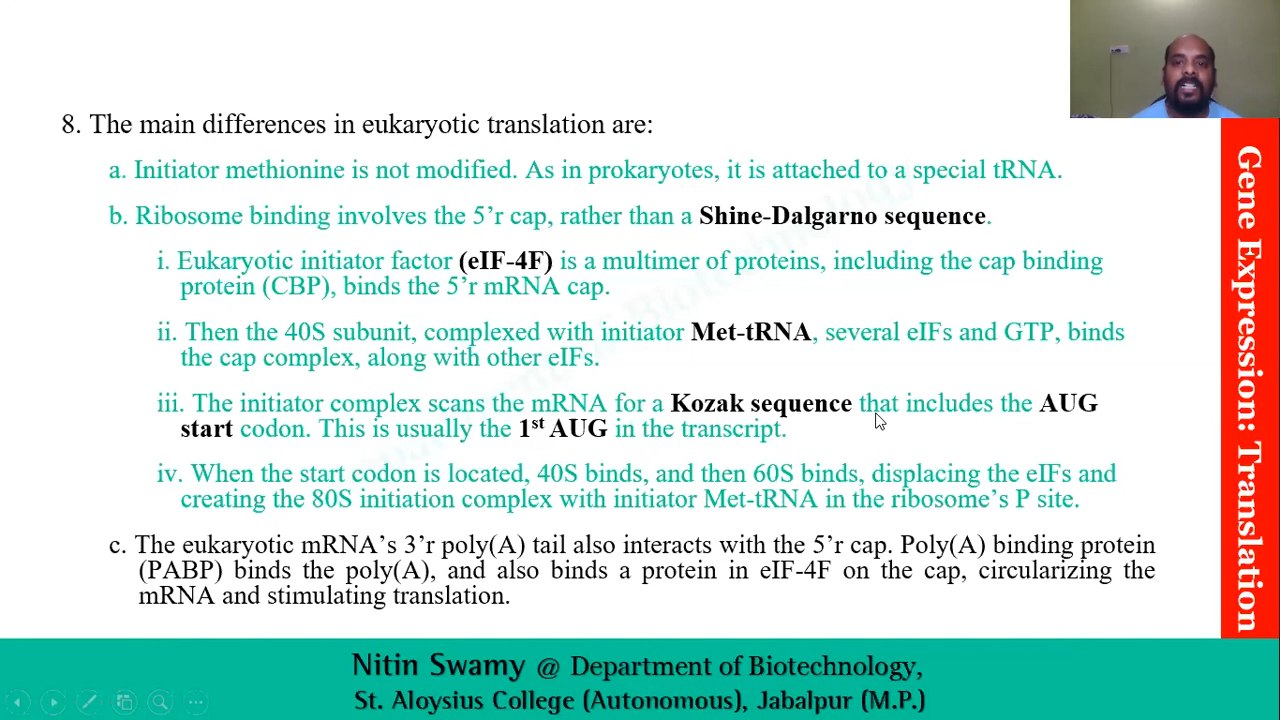 8. The main differences in eukaryotic translation are:
a. Initiator methionine is not modified. As in prokaryotes, it is attached to a special tRNA.
b. Ribosome binding involves the 5’r cap, rather than a Shine-Dalgarno sequence.
i. Eukaryotic initiator factor (eIF-4F) is a multimer of proteins, including the cap binding
protein (CBP), binds the 5’r mRNA cap.
ii. Then the 40S subunit, complexed with initiator Met-tRNA, several eIFs and GTP, binds
the cap complex, along with other eIFs.
iii. The initiator complex scans the mRNA for a Kozak sequence that includes the AUG
start codon. This is usually the 1st AUG in the transcript.
iv. When the start codon is located, 40S binds, and then 60S binds, displacing the eIFs and
creating the 80S initiation complex with initiator Met-tRNA in the ribosome’s P site.
c. The eukaryotic mRNA’s 3’r poly(A) tail also interacts with the 5’r cap. Poly(A) binding protein
(PABP) binds the poly(A), and also binds a protein in eIF-4F on the cap, circularizing the
mRNA and stimulating translation.
Gene Expression: Translation
Nitin Swamy @ Department of Biotechnology,
St. Aloysius College (Autonomous), Jabalpur (M.P.)